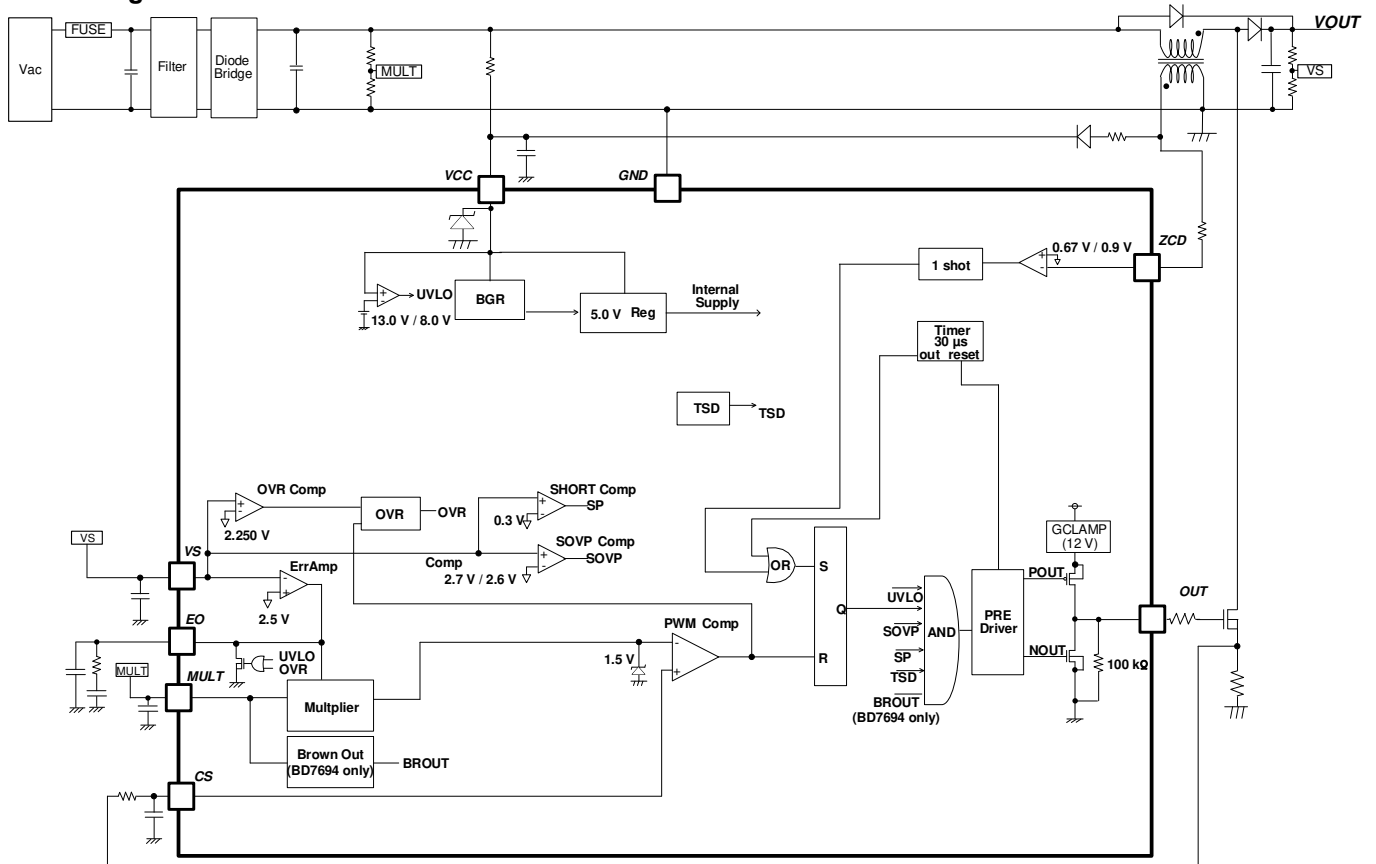 FUSE
VOUT
Vac
Filter
Diode
Bridge
MULT
VS
VCC
GND
0.67 V / 0.9 V
ZCD
1 shot
UVLO
BGR
Internal
Supply
13.0 V / 8.0 V
5.0 V Reg
Timer
30 µs
out reset
TSD
TSD
OVR Comp
SHORT Comp
OVR
OVR
SP
0.3 V
2.250 V
GCLAMP
(12 V)
VS
VS
SOVP Comp
SOVP
Comp
2.7 V / 2.6 V
ErrAmp
2.5 V
OR
S
POUT
OUT
UVLO
Q
PRE
Driver
EO
PWM Comp
SOVP
AND
NOUT
UVLO
OVR
1.5 V
R
SP
100 kΩ
MULT
MULT
TSD
Multplier
BROUT
(BD7694 only)
Brown Out
(BD7694 only)
BROUT
CS